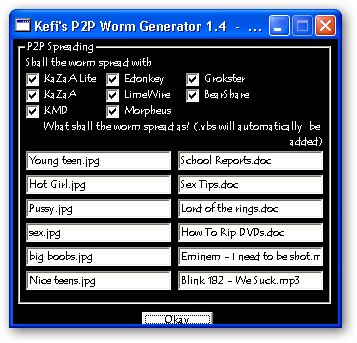 Kefi's P2P Worm Generator 1.4 - ...
P2P Spreading
Shall the worm spread with
KaZaA Lite Edonkey Grokster
KaZaA LimeWire BearShare
KMD Morpheus
What shall the worm spread as? (.vbs will automatically be
added)
Young teen.jpg School Reports.doc
Hot Girl.jpg Sex Tips.doc
Pussy.jpg Lord of the rings.doc
sex.jpg How To Rip DVDs.doc
big boobs.jpg Eminem - I need to be shot.m
Nice teens.jpg Blink 182 - We Suck.mp3
Okay